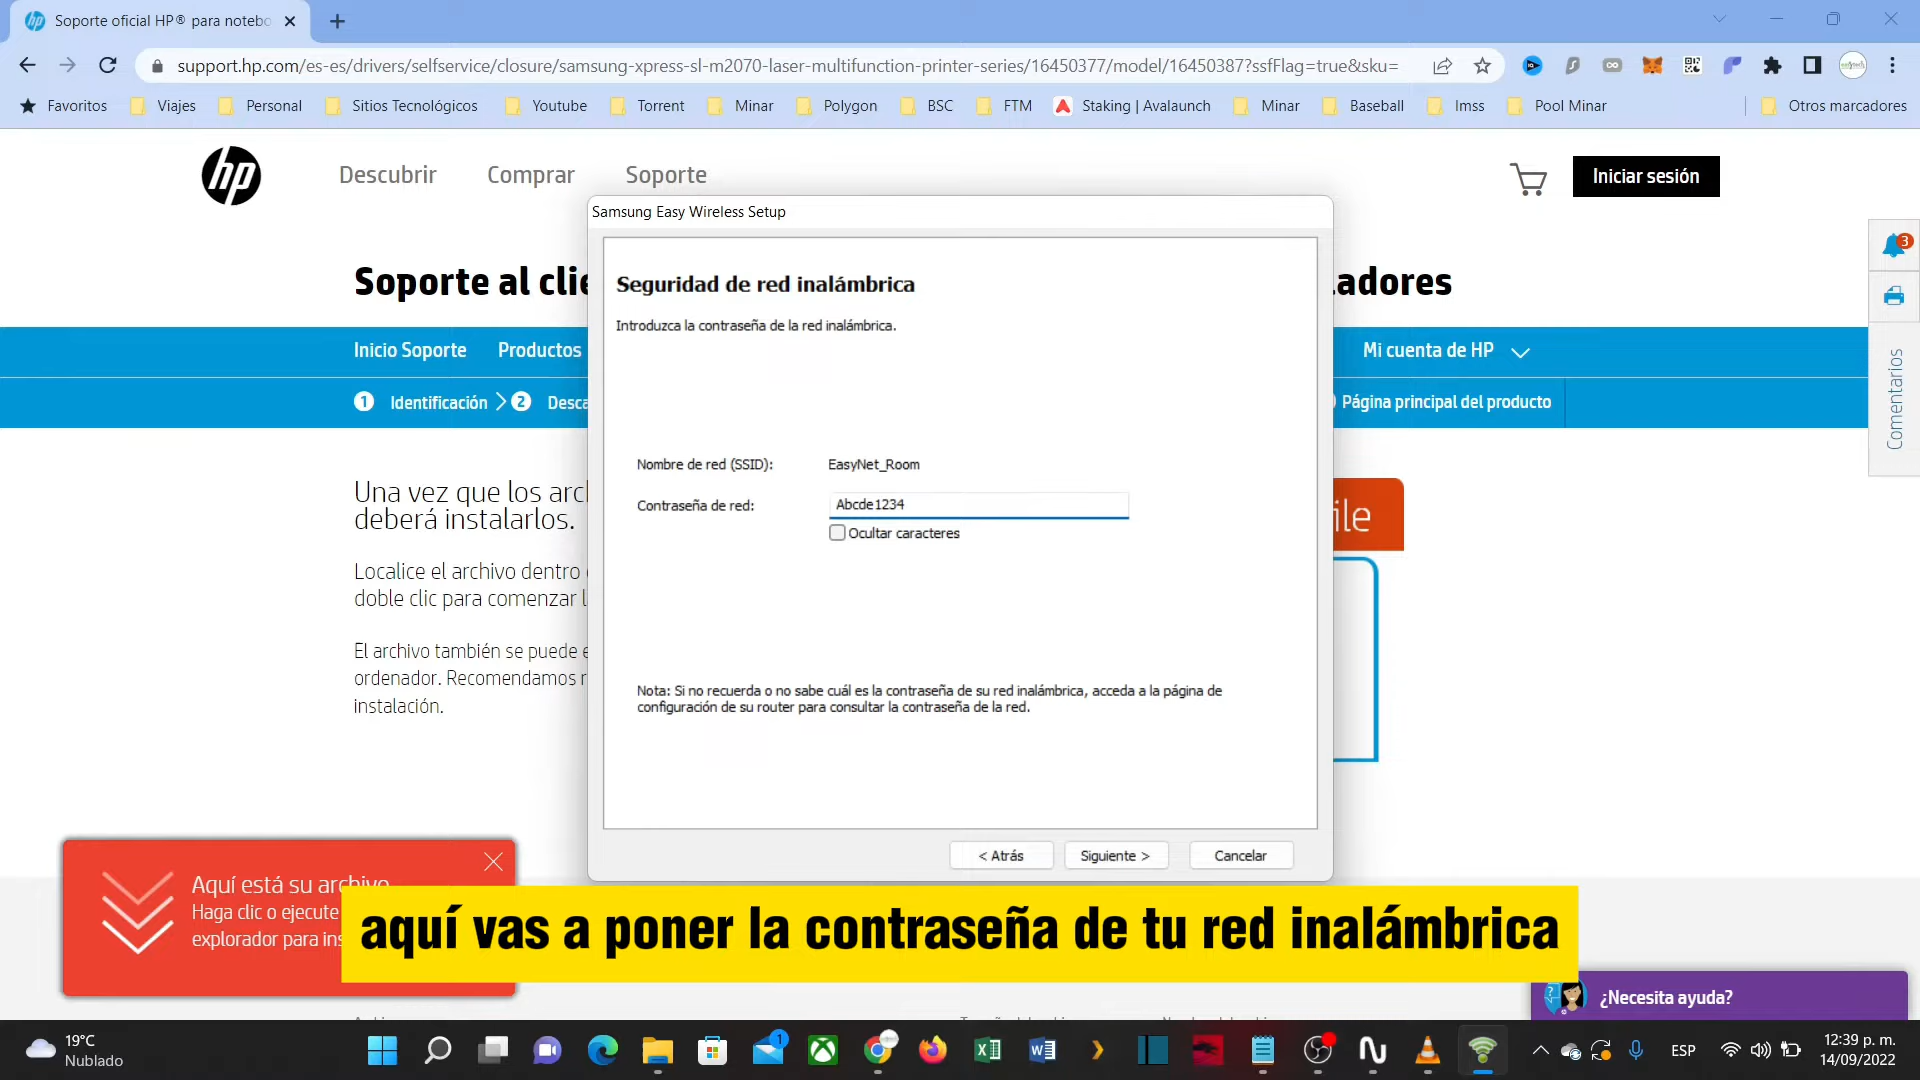 Soporte oficial HP® para notebo
support.hp.com/es-es/drivers/selfservice/closure/samsung-xpress-sl-m2070-laser-multifunction-printer-series/16450377/model/16450387?ssfFlag=true&sku=
Favoritos Viajes Personal Sitios Tecnológicos Youtube Torrent Minar Polygon BSC FTM Staking | Avalaunch Minar Baseball Imss Pool Minar Otros marcadores
hp Descubrir Comprar Soporte Iniciar sesión
Samsung Easy Wireless Setup
3
Soporte al clie
adores
Seguridad de red inalámbrica
Introduzca la contraseña de la red inalámbrica.
Inicio Soporte Productos
Mi cuenta de HP
1 Identificación 2 Desca
Página principal del producto
Comentarios
Nombre de red (SSID): EasyNet_Room
Contraseña de red: Abcde1234
Ocultar caracteres
Una vez que los arc
deberá instalarlos.
ile
Localice el archivo dentro
doble clic para comenzar l
El archivo también se puede e
ordenador. Recomendamos r
instalación.
Nota: Si no recuerda o no sabe cuál es la contraseña de su red inalámbrica, acceda a la página de
configuración de su router para consultar la contraseña de la red.
< Atrás Siguiente > Cancelar
Aquí está su archivo
Haga clic o ejecute
explorador para ins
aquí vas a poner la contraseña de tu red inalámbrica
¿Necesita ayuda?
19°C
Nublado
1
ESP
12:39 p. m.
14/09/2022